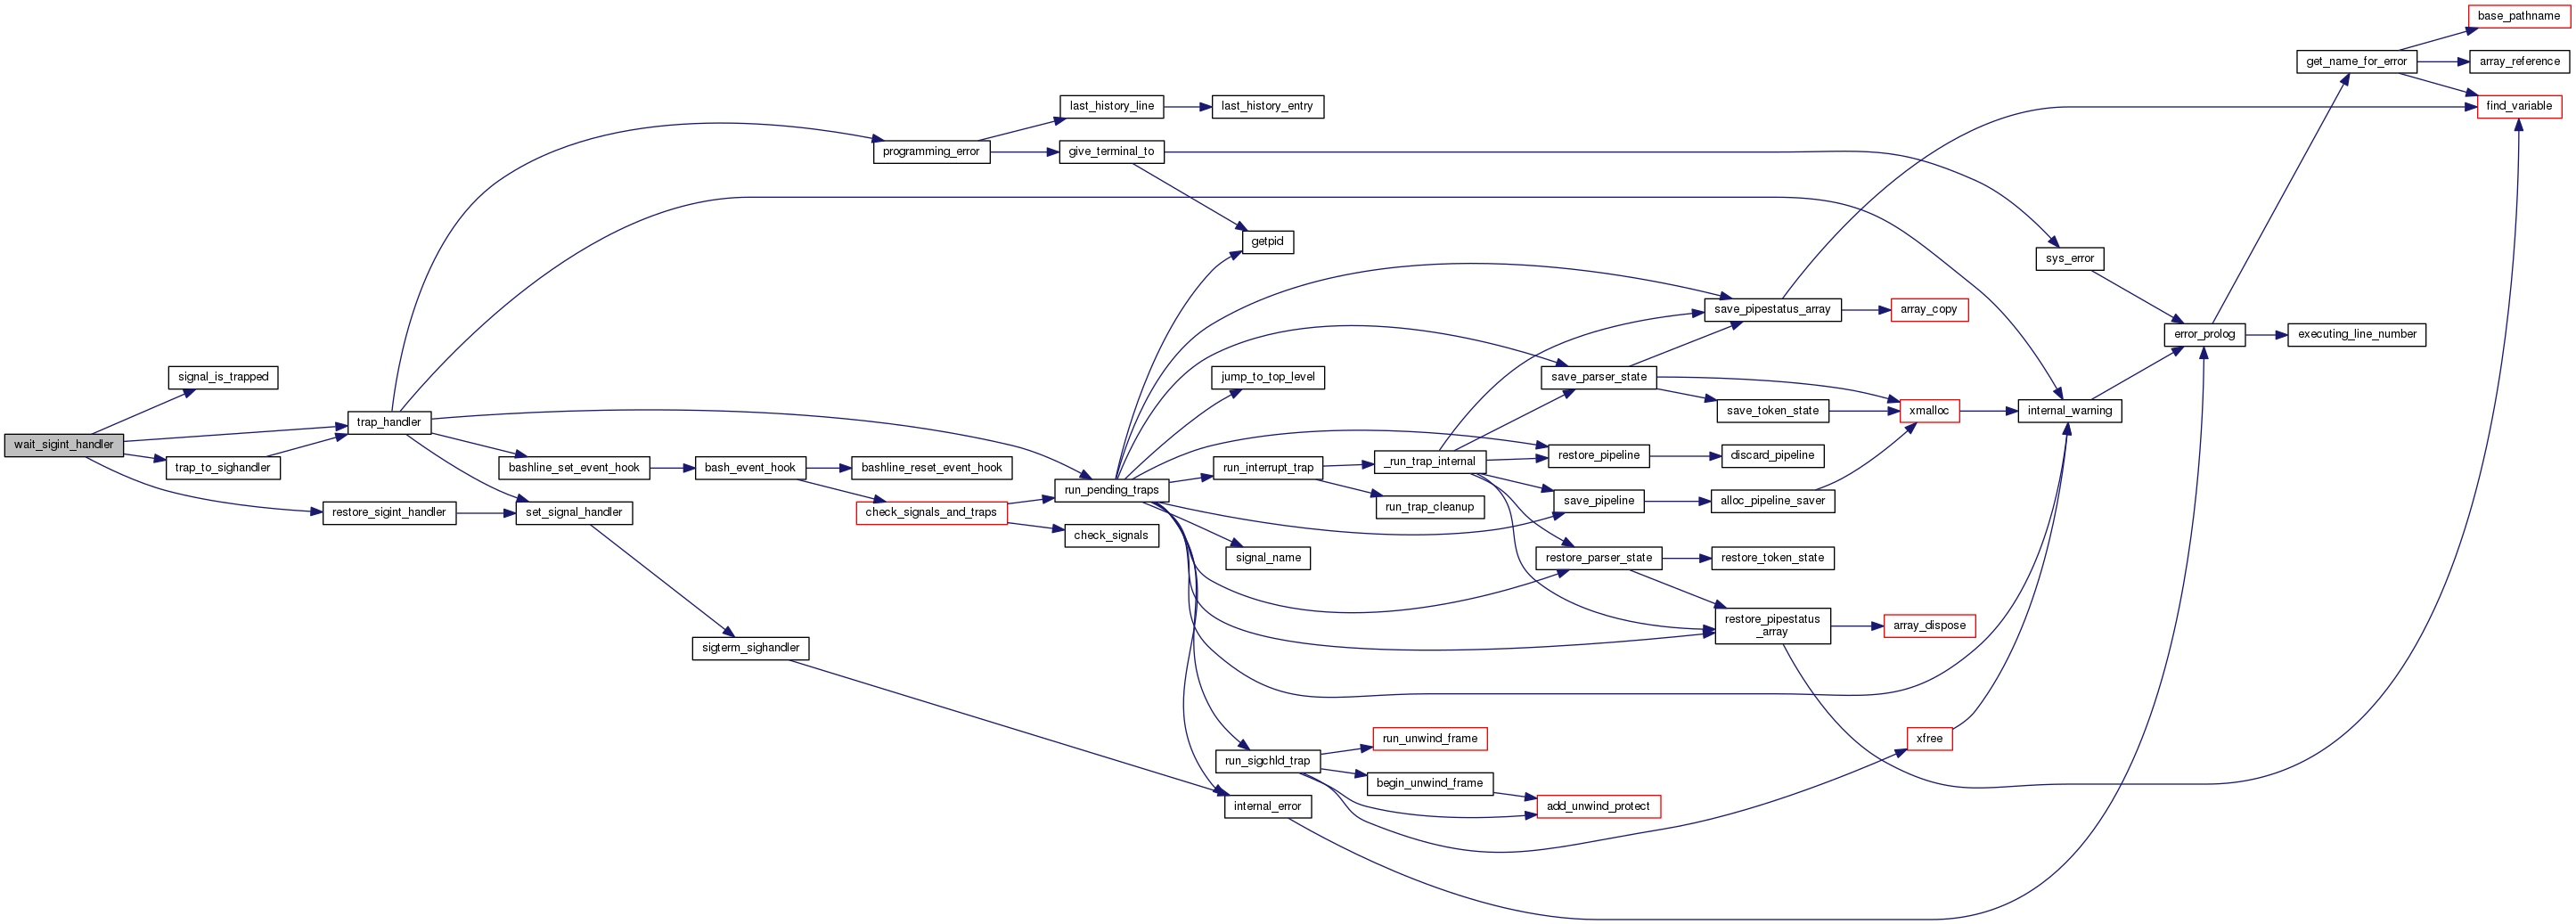 base_pathname
get_name_for_error
array_reference
last_history_line
last_history_entry
find_variable
programming_error
give_terminal_to
getpid
sys_error
save_pipestatus_array
array_copy
error_prolog
executing_line_number
signal_is_trapped
jump_to_top_level
save_parser_state
trap_handler
save_token_state
xmalloc
internal_warning
wait_sigint_handler
trap_to_sighandler
bashline_set_event_hook
bash_event_hook
bashline_reset_event_hook
run_interrupt_trap
_run_trap_internal
restore_pipeline
discard_pipeline
run_pending_traps
restore_sigint_handler
set_signal_handler
check_signals_and_traps
run_trap_cleanup
save_pipeline
alloc_pipeline_saver
check_signals
signal_name
restore_parser_state
restore_token_state
restore_pipestatus
_array
array_dispose
sigterm_sighandler
run_unwind_frame
xfree
run_sigchld_trap
begin_unwind_frame
internal_error
add_unwind_protect